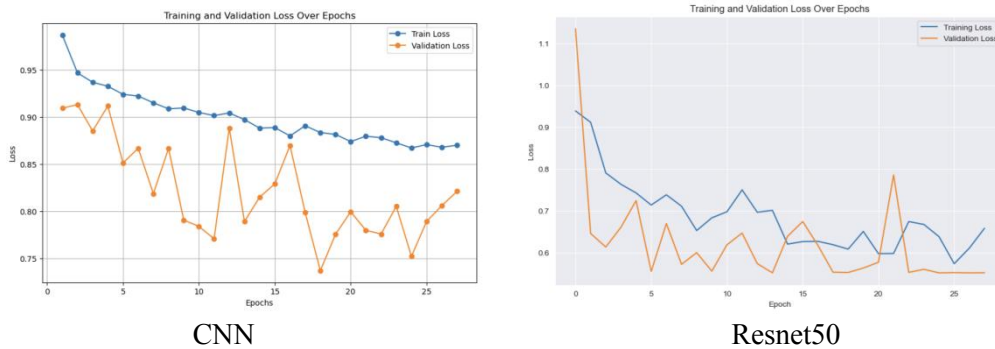 Training and Validation Loss Over Epochs
Train Loss
Validation Loss
0.95
0.90
0.85
0.80
0.75
Loss
0
5
10
15
20
25
Epochs
CNN
Training and Validation Loss Over Epochs
Training Loss
Validation Loss
1.1
1.0
0.9
0.8
0.7
0.6
Loss
0
5
10
15
20
25
Epoch
Resnet50